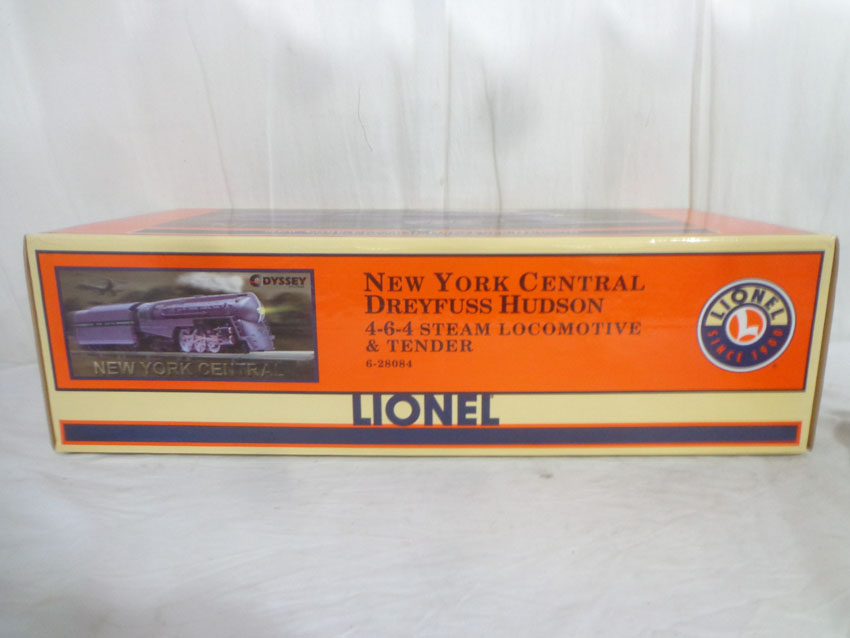 ODYSSEY
NEW YORK CENTRAL
NEW YORK CENTRAL
DREYFUSS HUDSON
4-6-4 STEAM LOCOMOTIVE
& TENDER
6-28084
LIONEL
L
SINCE 1900
®
LIONEL